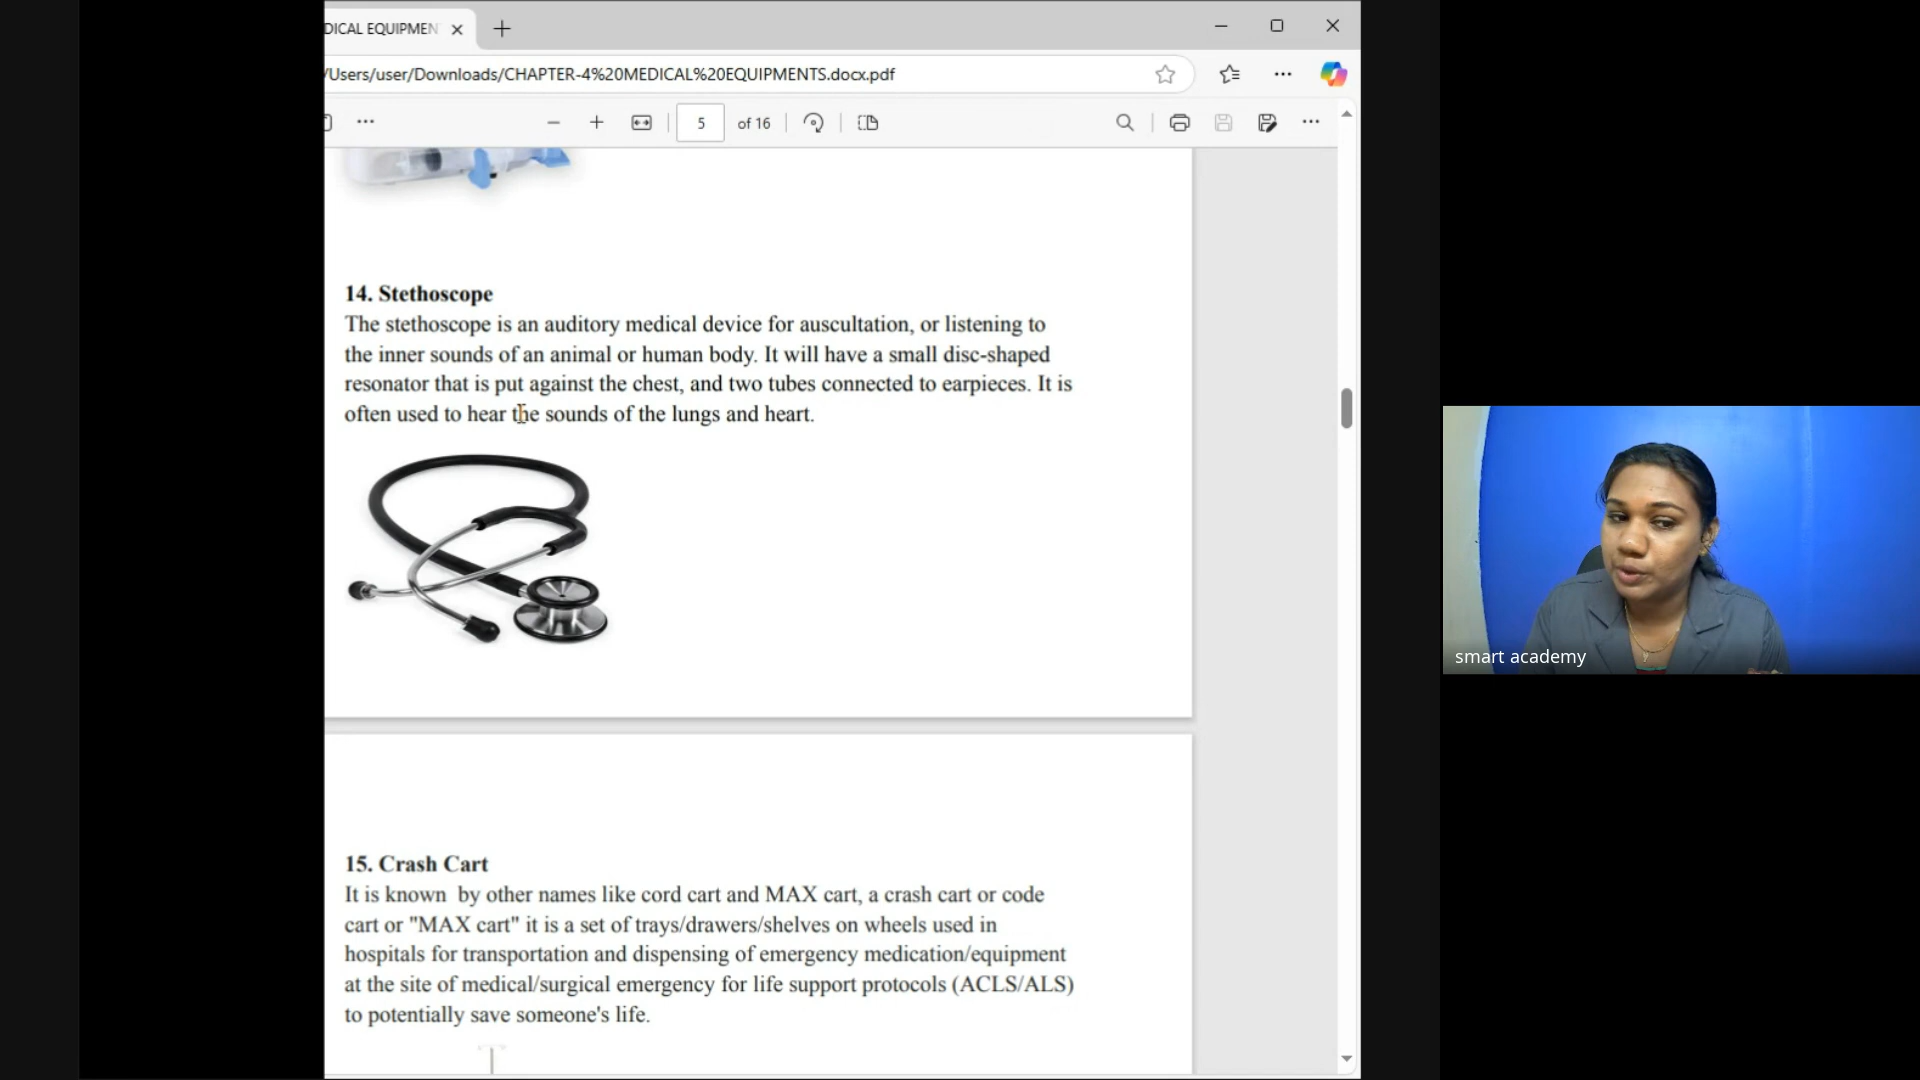 DICAL EQUIPMEN
/Users/user/Downloads/CHAPTER-4%20MEDICAL%20EQUIPMENTS.docx.pdf
5 of 16
14. Stethoscope
The stethoscope is an auditory medical device for auscultation, or listening to
the inner sounds of an animal or human body. It will have a small disc-shaped
resonator that is put against the chest, and two tubes connected to earpieces. It is
often used to hear the sounds of the lungs and heart.
smart academy
15. Crash Cart
It is known  by other names like cord cart and MAX cart, a crash cart or code
cart or "MAX cart" it is a set of trays/drawers/shelves on wheels used in
hospitals for transportation and dispensing of emergency medication/equipment
at the site of medical/surgical emergency for life support protocols (ACLS/ALS)
to potentially save someone's life.